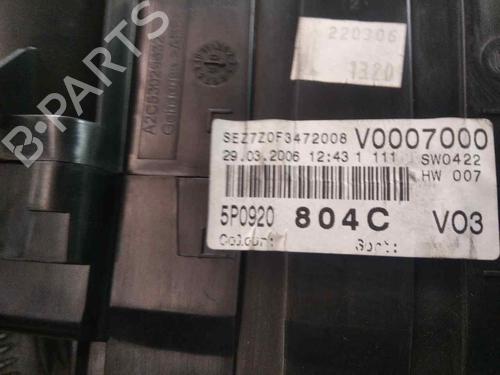 220306
1320
SEZ7Z0F3472008 V0007000
29.03.2006 12:43 1 111 SW0422
HW 007
5P0920 804C V03
Colour: Sort:
B-PARTS